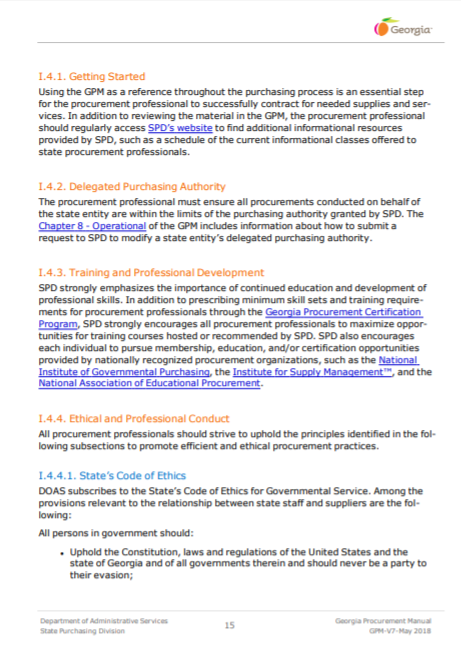 Georgia
I.4.1. Getting Started
Using the GPM as a reference throughout the purchasing process is an essential step
for the procurement professional to successfully contract for needed supplies and ser-
vices. In addition to reviewing the material in the GPM, the procurement professional
should regularly access SPD's website to find additional informational resources
provided by SPD, such as a schedule of the current informational classes offered to
state procurement professionals.
I.4.2. Delegated Purchasing Authority
The procurement professional must ensure all procurements conducted on behalf of
the state entity are within the limits of the purchasing authority granted by SPD. The
Chapter 8 - Operational of the GPM includes information about how to submit a
request to SPD to modify a state entity's delegated purchasing authority.
I.4.3. Training and Professional Development
SPD strongly emphasizes the importance of continued education and development of
professional skills. In addition to prescribing minimum skill sets and training require-
ments for procurement professionals through the Georgia Procurement Certification
Program, SPD strongly encourages all procurement professionals to maximize oppor-
tunities for training courses hosted or recommended by SPD. SPD also encourages
each individual to pursue membership, education, and/or certification opportunities
provided by nationally recognized procurement organizations, such as the National
Institute of Governmental Purchasing, the Institute for Supply Management™, and the
National Association of Educational Procurement.
I.4.4. Ethical and Professional Conduct
All procurement professionals should strive to uphold the principles identified in the fol-
lowing subsections to promote efficient and ethical procurement practices.
I.4.4.1. State's Code of Ethics
DOAS subscribes to the State's Code of Ethics for Governmental Service. Among the
provisions relevant to the relationship between state staff and suppliers are the fol-
lowing:
All persons in government should:
• Uphold the Constitution, laws and regulations of the United States and the
state of Georgia and of all governments therein and should never be a party to
their evasion;
Department of Administrative Services
State Purchasing Division
15
Georgia Procurement Manual
GPM-V7-May 2018